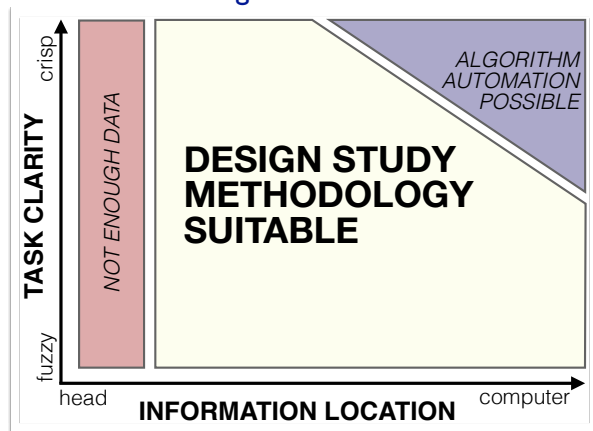 crisp
TASK CLARITY
fuzzy
NOT ENOUGH DATA
DESIGN STUDY
METHODOLOGY
SUITABLE
ALGORITHM
AUTOMATION
POSSIBLE
head
INFORMATION LOCATION
computer